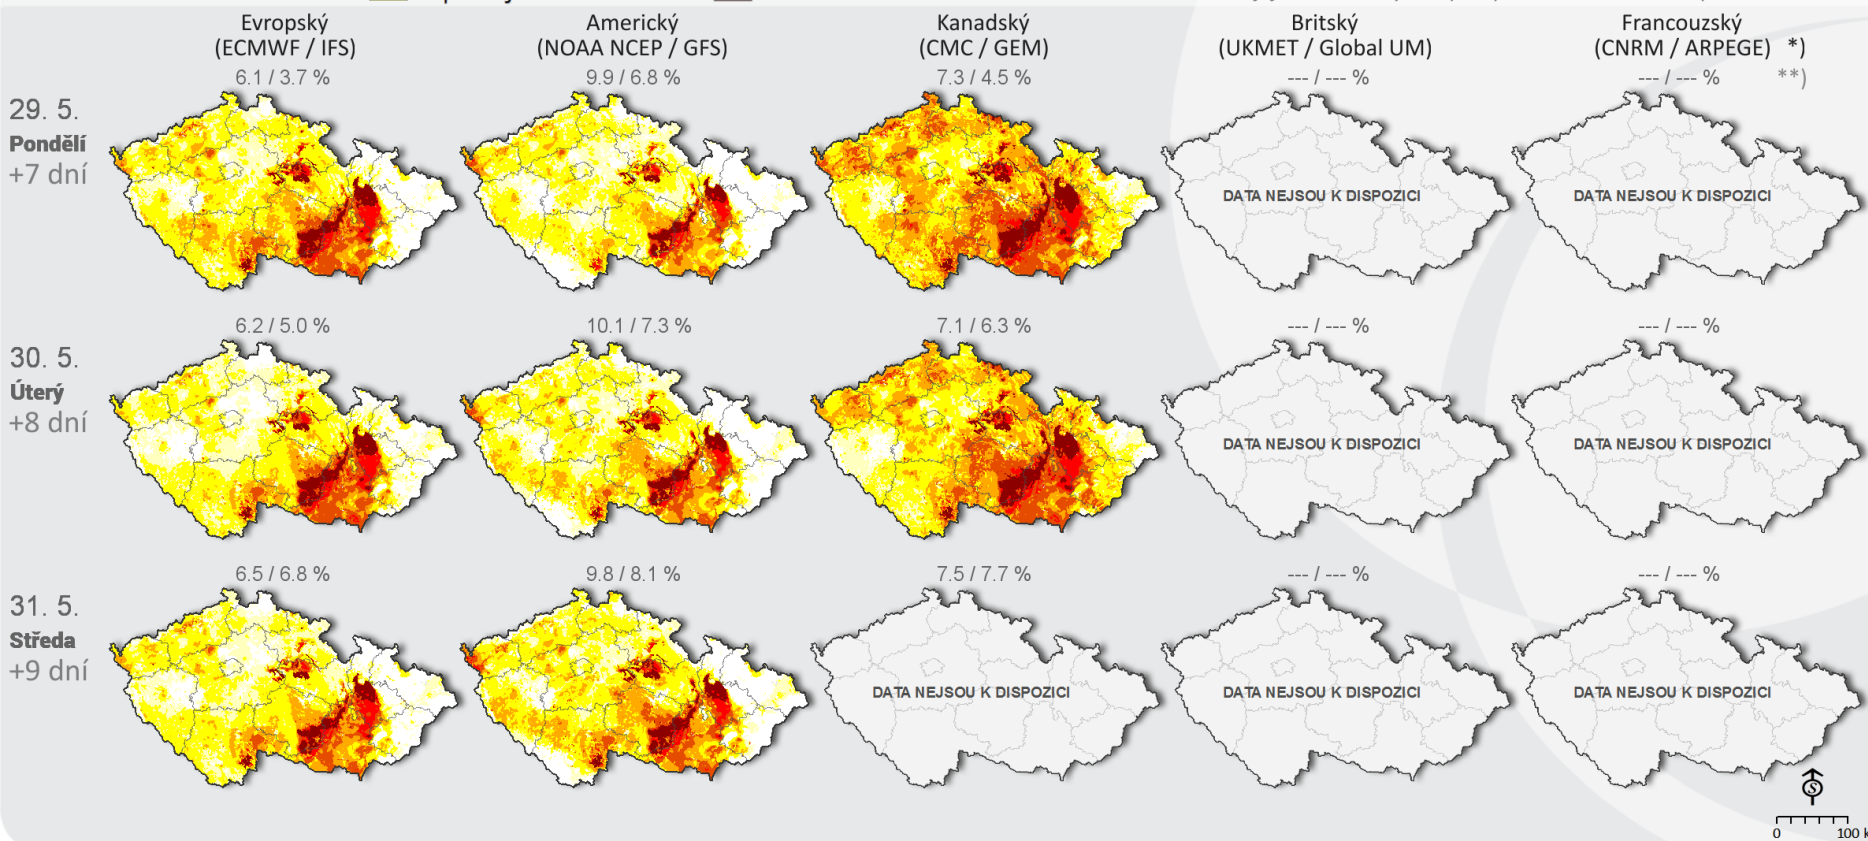 Evropský
(ECMWF / IFS)
Americký
(NOAA NCEP / GFS)
Kanadský
(CMC / GEM)
Britský
(UKMET / Global UM)
Francouzský
(CNRM / ARPEGE) *)
6.1 / 3.7 %
9.9 / 6.8 %
7.3 / 4.5 %
--- / --- %
--- / --- % **)
29. 5.
Pondělí
+7 dní
DATA NEJSOU K DISPOZICI
DATA NEJSOU K DISPOZICI
6.2 / 5.0 %
10.1 / 7.3 %
7.1 / 6.3 %
--- / --- %
--- / --- %
30. 5.
Úterý
+8 dní
DATA NEJSOU K DISPOZICI
DATA NEJSOU K DISPOZICI
6.5 / 6.8 %
9.8 / 8.1 %
7.5 / 7.7 %
--- / --- %
--- / --- %
31. 5.
Středa
+9 dní
DATA NEJSOU K DISPOZICI
DATA NEJSOU K DISPOZICI
DATA NEJSOU K DISPOZICI
S
0 100 k